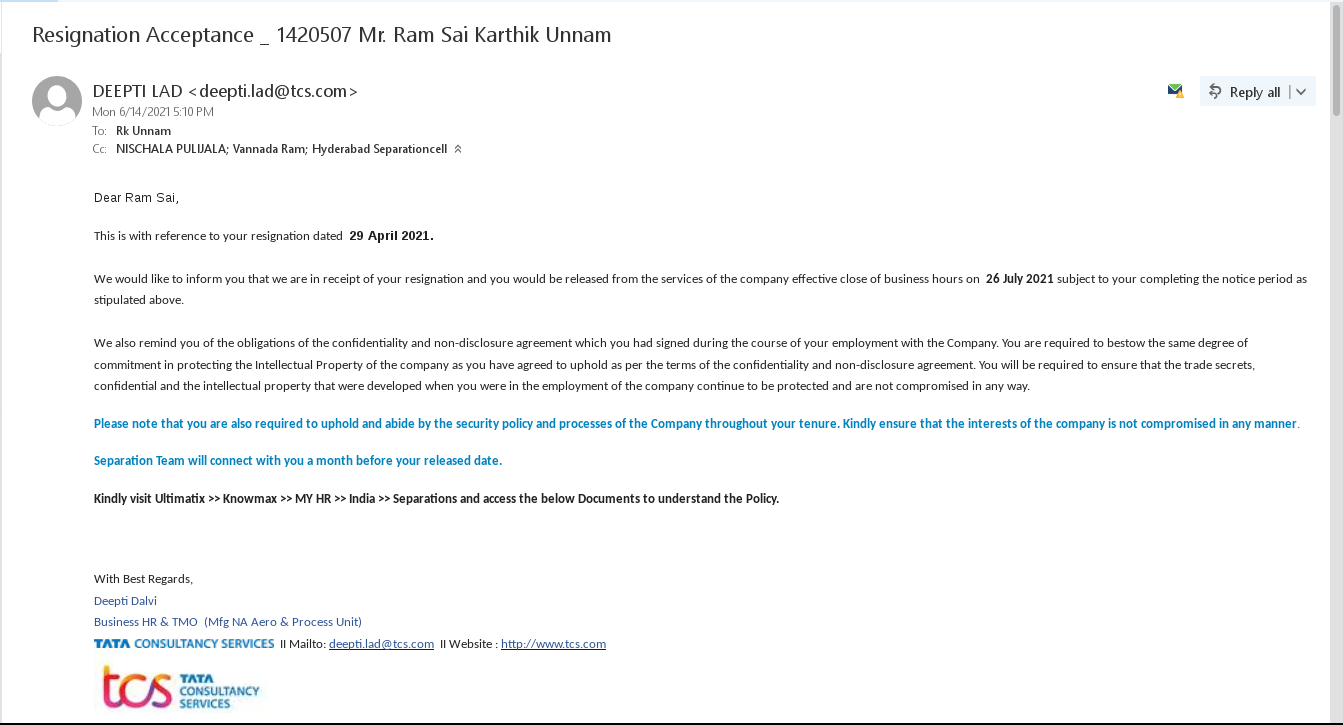 Resignation Acceptance _ 1420507 Mr. Ram Sai Karthik Unnam
DEEPTI LAD <deepti.lad@tcs.com>
Reply all
Mon 6/14/2021 5:10 PM
To: Rk Unnam
Cc: NISCHALA PULIJALA; Vannada Ram; Hyderabad Separationcell
Dear Ram Sai,
This is with reference to your resignation dated 29 April 2021.
We would like to inform you that we are in receipt of your resignation and you would be released from the services of the company effective close of business hours on 26 July 2021 subject to your completing the notice period as
stipulated above.
We also remind you of the obligations of the confidentiality and non-disclosure agreement which you had signed during the course of your employment with the Company. You are required to bestow the same degree of
commitment in protecting the Intellectual Property of the company as you have agreed to uphold as per the terms of the confidentiality and non-disclosure agreement. You will be required to ensure that the trade secrets,
confidential and the intellectual property that were developed when you were in the employment of the company continue to be protected and are not compromised in any way.
Please note that you are also required to uphold and abide by the security policy and processes of the Company throughout your tenure. Kindly ensure that the interests of the company is not compromised in any manner.
Separation Team will connect with you a month before your released date.
Kindly visit Ultimatix >> Knowmax >> MY HR >> India >> Separations and access the below Documents to understand the Policy.
With Best Regards,
Deepti Dalvi
Business HR & TMO (Mfg NA Aero & Process Unit)
TATA CONSULTANCY SERVICES II Mailto: deepti.lad@tcs.com II Website : http://www.tcs.com
tcs TATA
CONSULTANCY
SERVICES